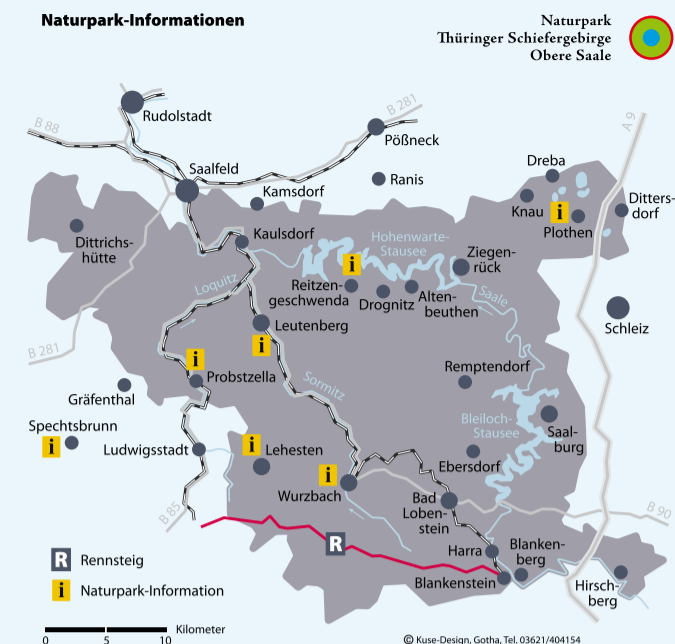 Naturpark-Informationen
Naturpark
Thüringer Schiefergebirge
Obere Saale
B 281
A 9
B 88
Rudolstadt
Pößneck
Saalfeld
Dreba
Ranis
Kamsdorf
Knau
i
Plothen
Ditters-
dorf
Dittrichs-
hütte
Kaulsdorf
Hohenwarte-
Stausee
Ziegen-
rück
i
Reitzen-
geschwenda
Drognitz
Alten-
beuthen
Saale
Loquitz
Leutenberg
i
Schleiz
B 281
i
Probstzella
Gräfenthal
Sormitz
Remptendorf
Spechtsbrunn
i
Ludwigsstadt
i
Lehesten
Bleiloch-
Stausee
Saal-
burg
Ebersdorf
i
Wurzbach
Bad
Loben-
stein
B 90
B 85
R
Harra
Blanken-
berg
Blankenstein
Hirsch-
berg
R
Rennsteig
i
Naturpark-Information
Kilometer
0 5 10
© Kuse-Design, Gotha, Tel. 03621/404154